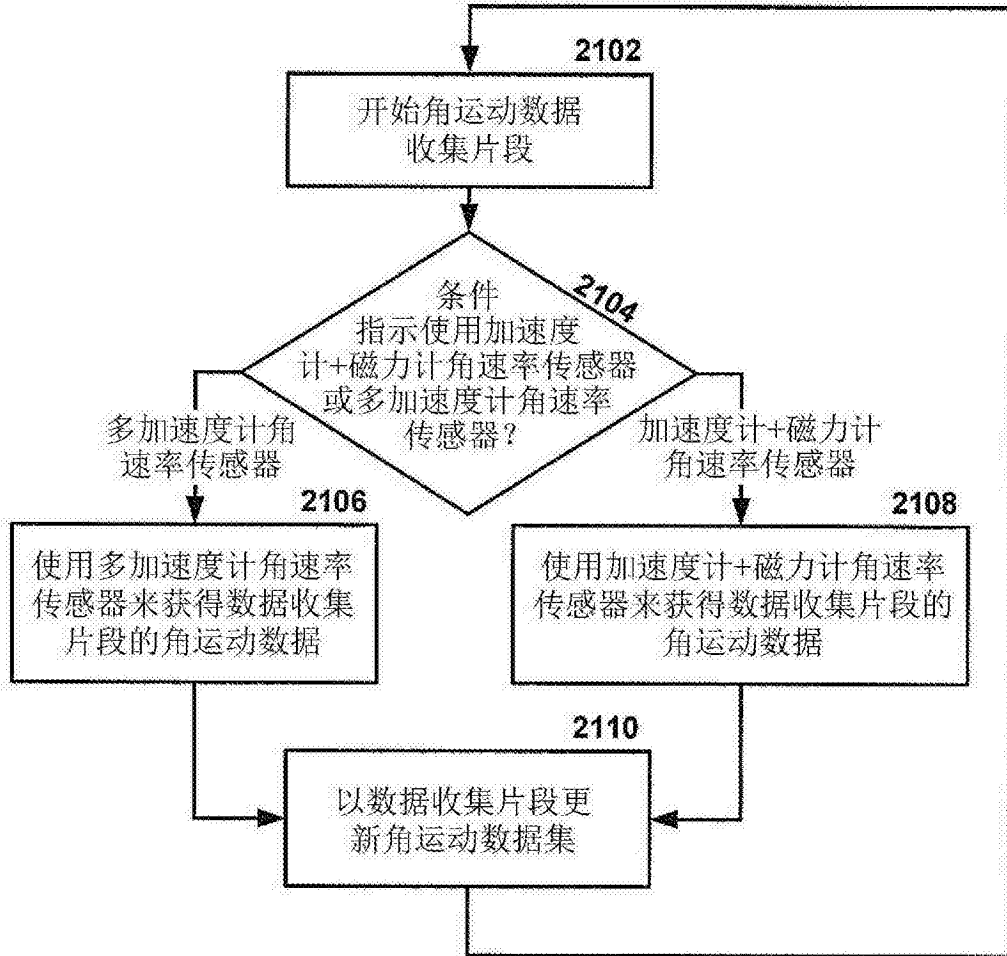 2102
开始角运动数据
收集片段
2104
条件
指示使用加速度
计+磁力计角速率传感器
或多加速度计角速率
传感器？
多加速度计角
速率传感器
加速度计+磁力计
角速率传感器
2106
使用多加速度计角速率
传感器来获得数据收集
片段的角运动数据
2108
使用加速度计+磁力计角速率
传感器来获得数据收集片段的
角运动数据
2110
以数据收集片段更
新角运动数据集